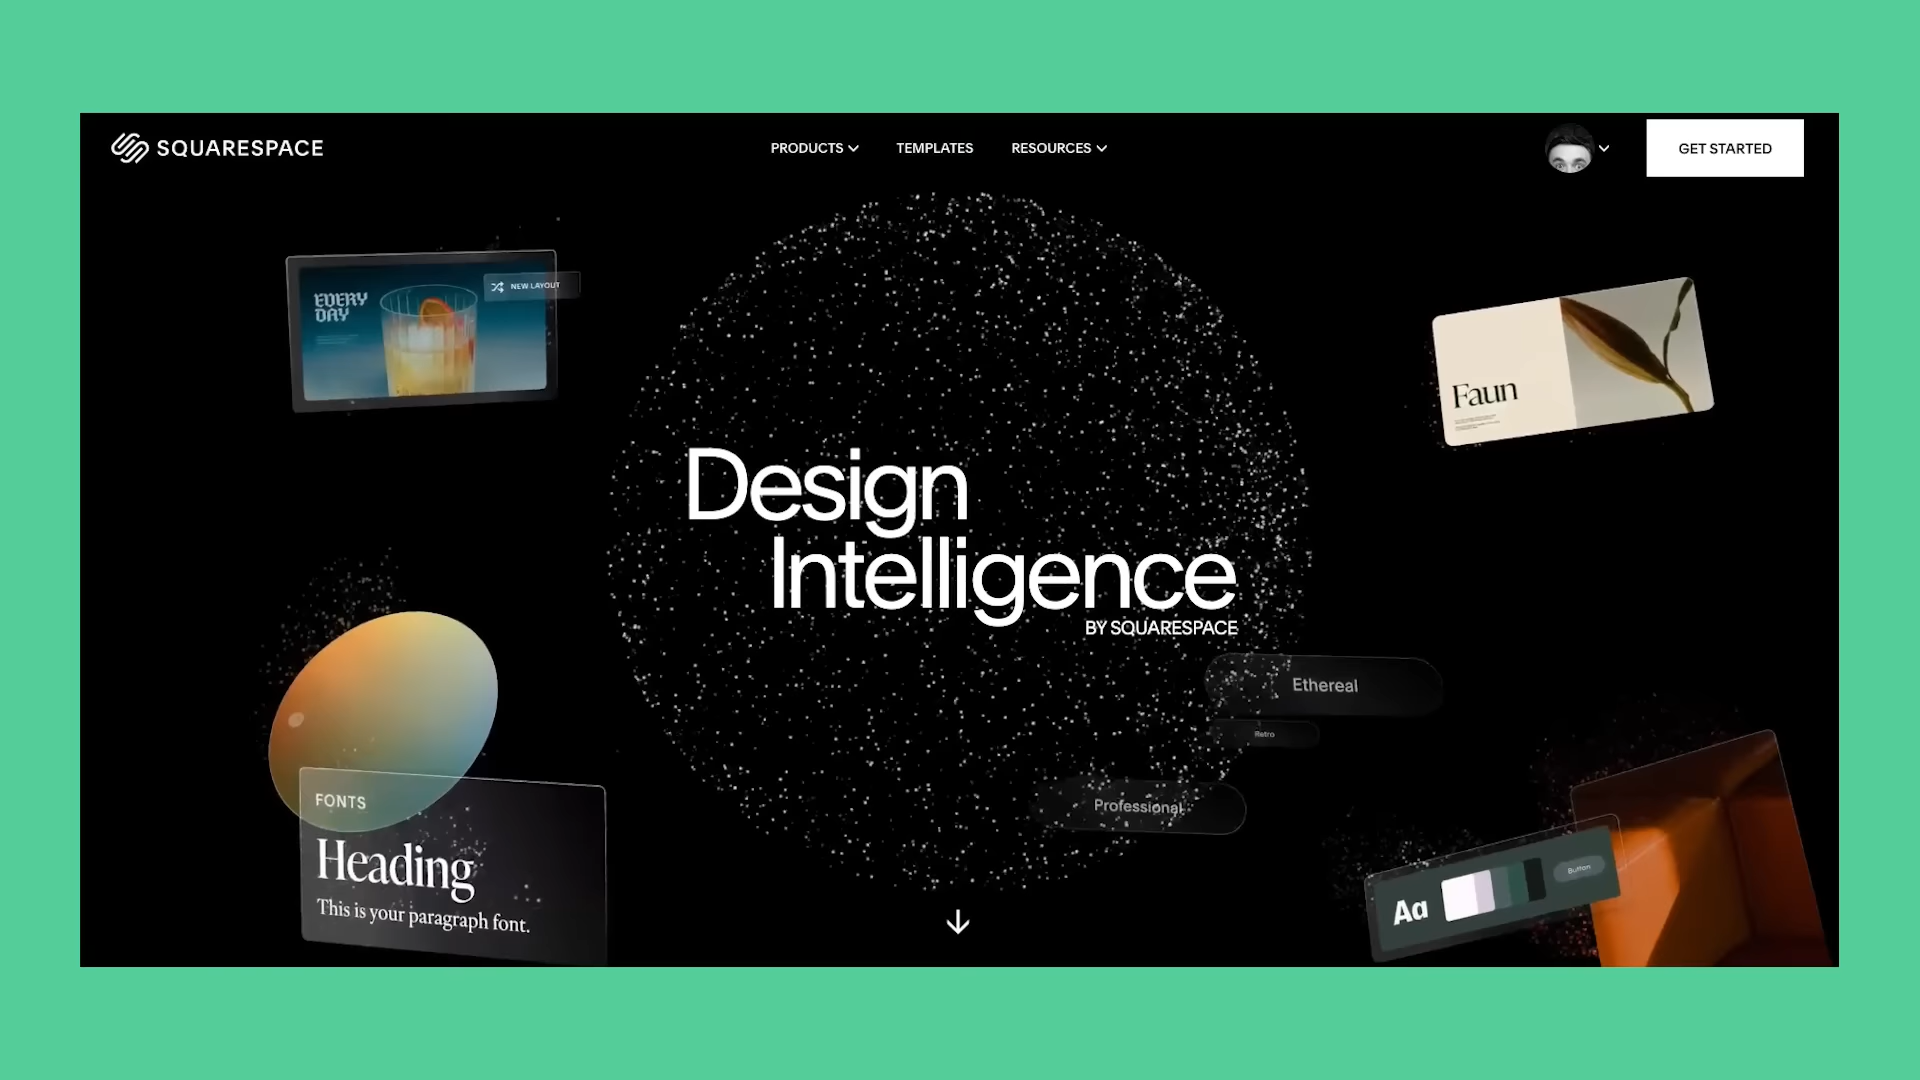 SQUARESPACE
PRODUCTS
TEMPLATES
RESOURCES
GET STARTED
EVERY
DAY
NEW LAYOUT
Faun
Design
Intelligence
BY SQUARESPACE
Ethereal
Retro
Professional
FONTS
Heading
This is your paragraph font.
Aa
Button